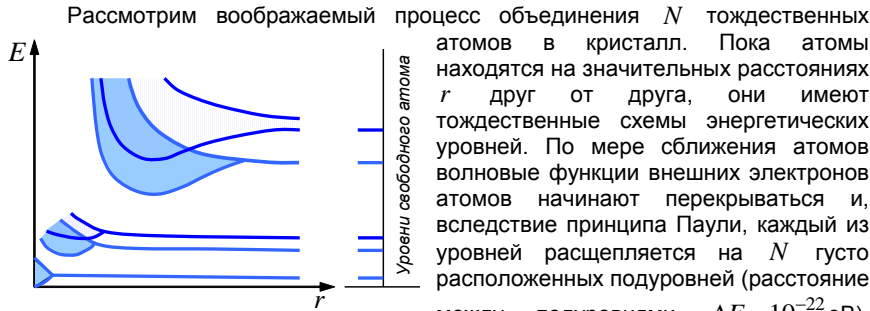 Рассмотрим воображаемый процесс объединения N тождественных
атомов в кристалл. Пока атомы
находятся на значительных расстояниях
r друг от друга, они имеют
тождественные схемы энергетических
уровней. По мере сближения атомов
волновые функции внешних электронов
атомов начинают перекрываться и,
вследствие принципа Паули, каждый из
уровней расщепляется на N густо
расположенных подуровней (расстояние
E
r
Уровни свободного атома